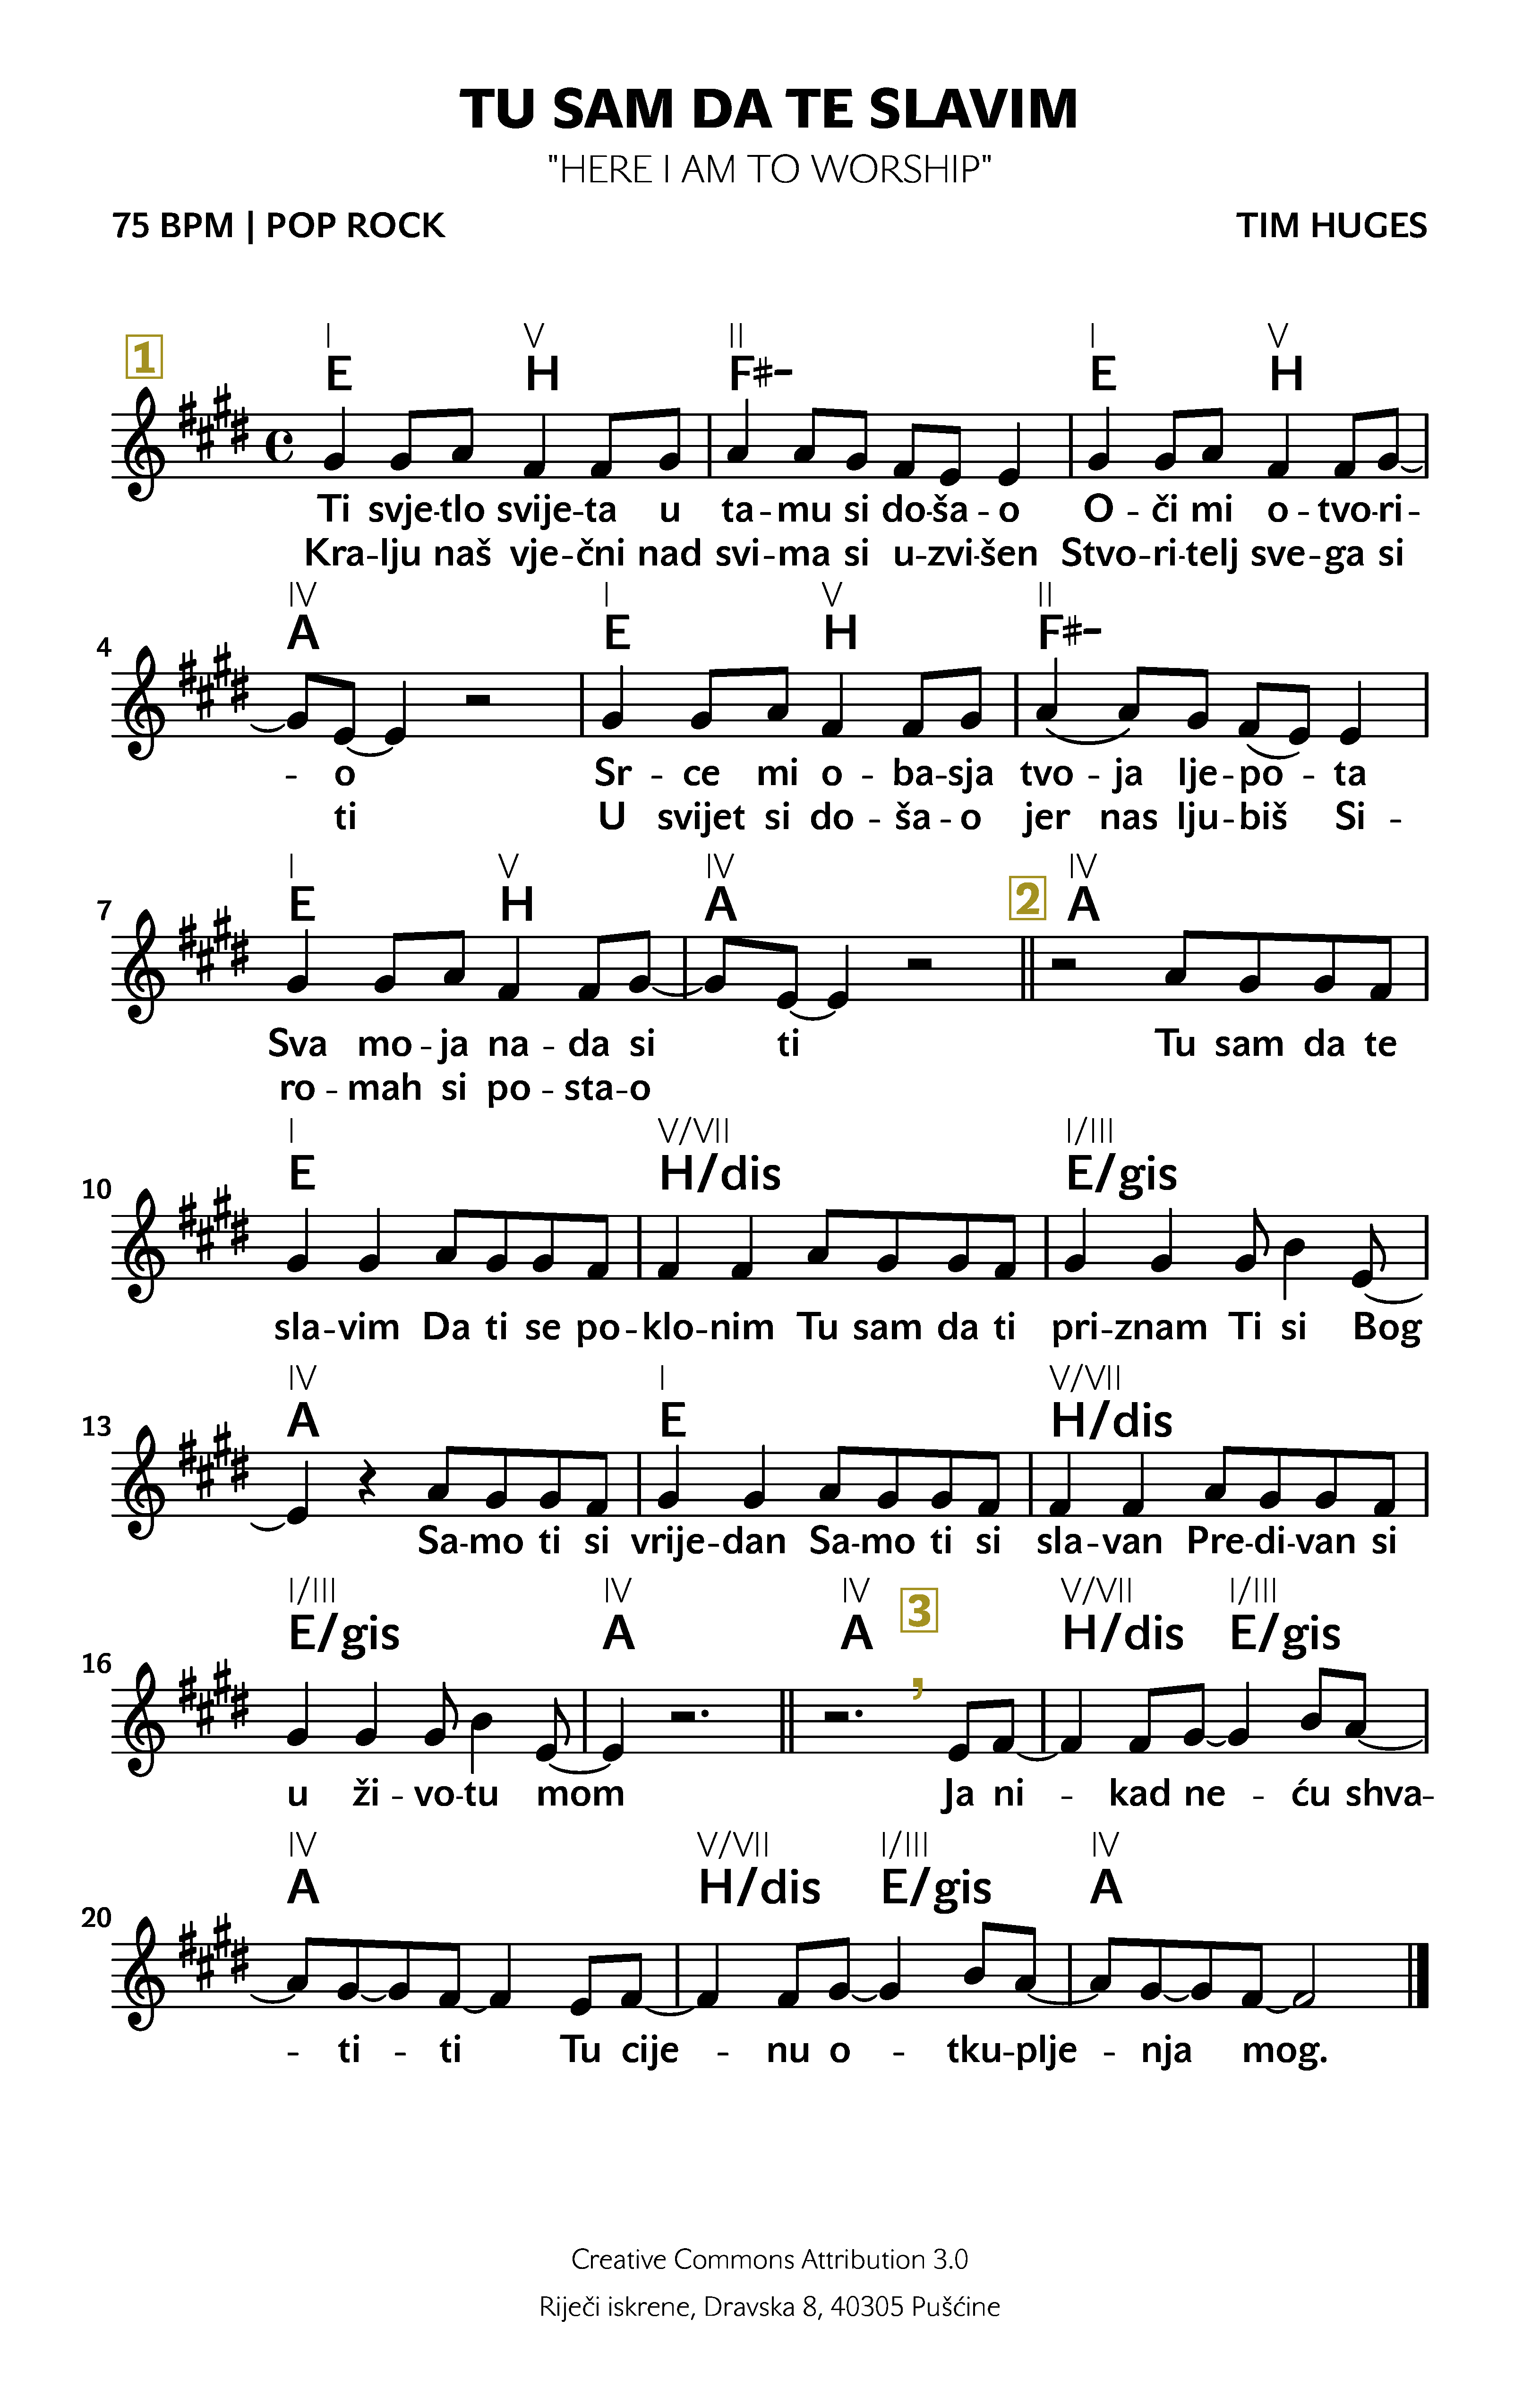 TU SAM DA TE SLAVIM
"HERE I AM TO WORSHIP"
75 BPM | POP ROCK TIM HUGES
1
I V II I V
E H F#- E H
Ti svje-tlo svije-ta u ta-mu si do-ša-o O-či mi o-tvo-ri-
Kra-lju naš vje-čni nad svi-ma si u-zvi-šen Stvo-ri-telj sve-ga si
IV I V II
4 A E H F#-
- o Sr-ce mi o-ba-sja tvo-ja lje-po-ta
ti U svijet si do-ša-o jer nas lju-biš Si-
I V IV 2 IV
7 E H A A
Sva mo-ja na-da si ti Tu sam da te
ro-mah si po-sta-o
I V/VII I/III
10 E H/dis E/gis
sla-vim Da ti se po-klo-nim Tu sam da ti pri-znam Ti si Bog
IV I V/VII
13 A E H/dis
Sa-mo ti si vrije-dan Sa-mo ti si sla-van Pre-di-van si
I/III IV IV 3 V/VII I/III
16 E/gis A A , H/dis E/gis
u ži-vo-tu mom Ja ni-kad ne-ću shva-
IV V/VII I/III IV
20 A H/dis E/gis A
- ti-ti Tu cije-nu o-tku-plje-nja mog.
Creative Commons Attribution 3.0
Riječi iskrene, Dravska 8, 40305 Pušćine